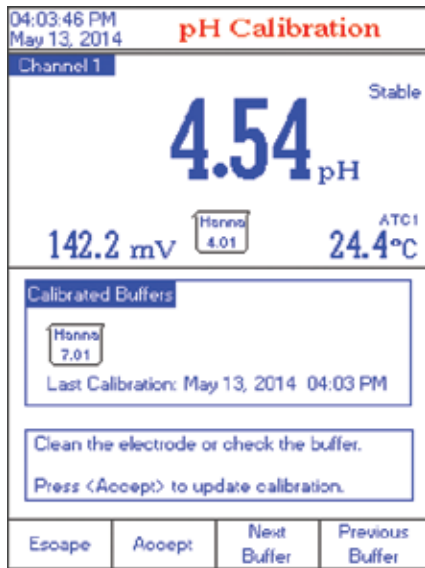 04:03:46 PM
May 13, 2014
pH Calibration
Channel 1
Stable
4.54 pH
142.2 mV
Hanna
4.01
ATC1
24.4°C
Calibrated Buffers
Hanna
7.01
Last Calibration: May 13, 2014 04:03 PM
Clean the electrode or check the buffer.
Press <Accept> to update calibration.
Escape
Accept
Next
Buffer
Previous
Buffer